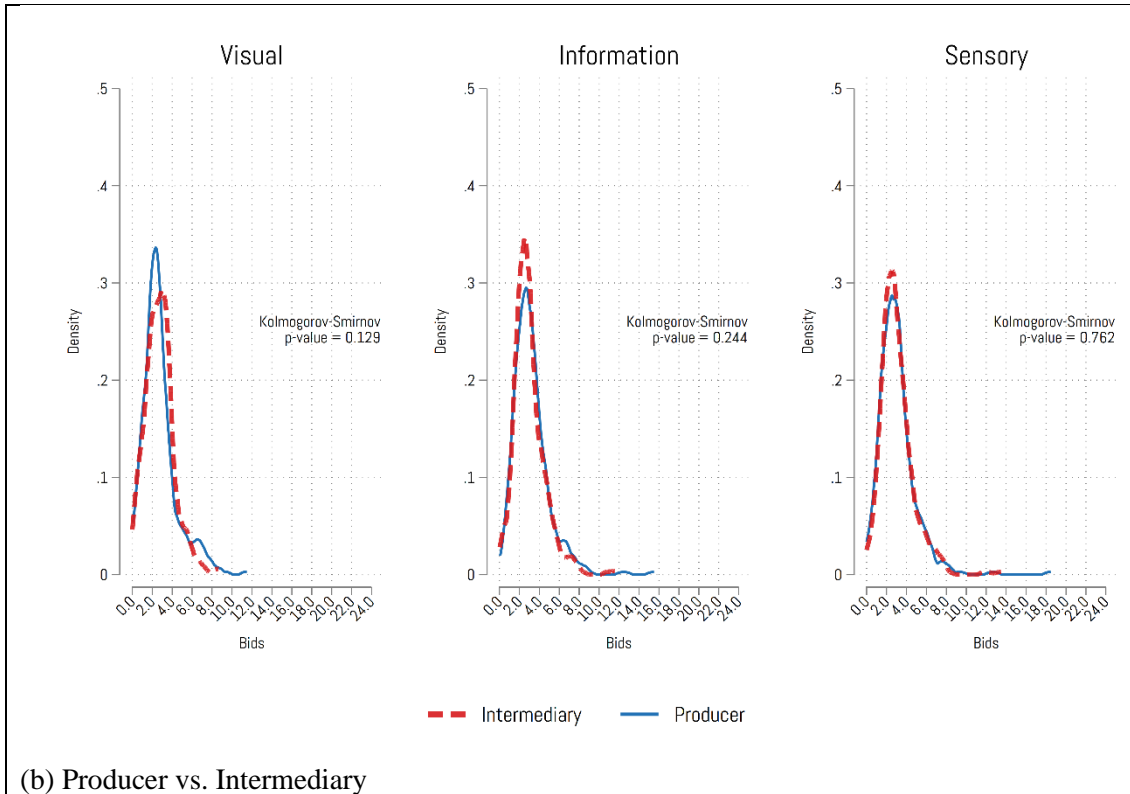 Visual
.5
.4
.3
.2
.1
0
Density
Kolmogorov-Smirnov
p-value = 0.129
0.0 2.0 4.0 6.0 8.0 10.0 12.0 14.0 16.0 18.0 20.0 22.0 24.0
Bids
Information
.5
.4
.3
.2
.1
0
Density
Kolmogorov-Smirnov
p-value = 0.244
0.0 2.0 4.0 6.0 8.0 10.0 12.0 14.0 16.0 18.0 20.0 22.0 24.0
Bids
Sensory
.5
.4
.3
.2
.1
0
Density
Kolmogorov-Smirnov
p-value = 0.762
0.0 2.0 4.0 6.0 8.0 10.0 12.0 14.0 16.0 18.0 20.0 22.0 24.0
Bids
Intermediary Producer
(b) Producer vs. Intermediary